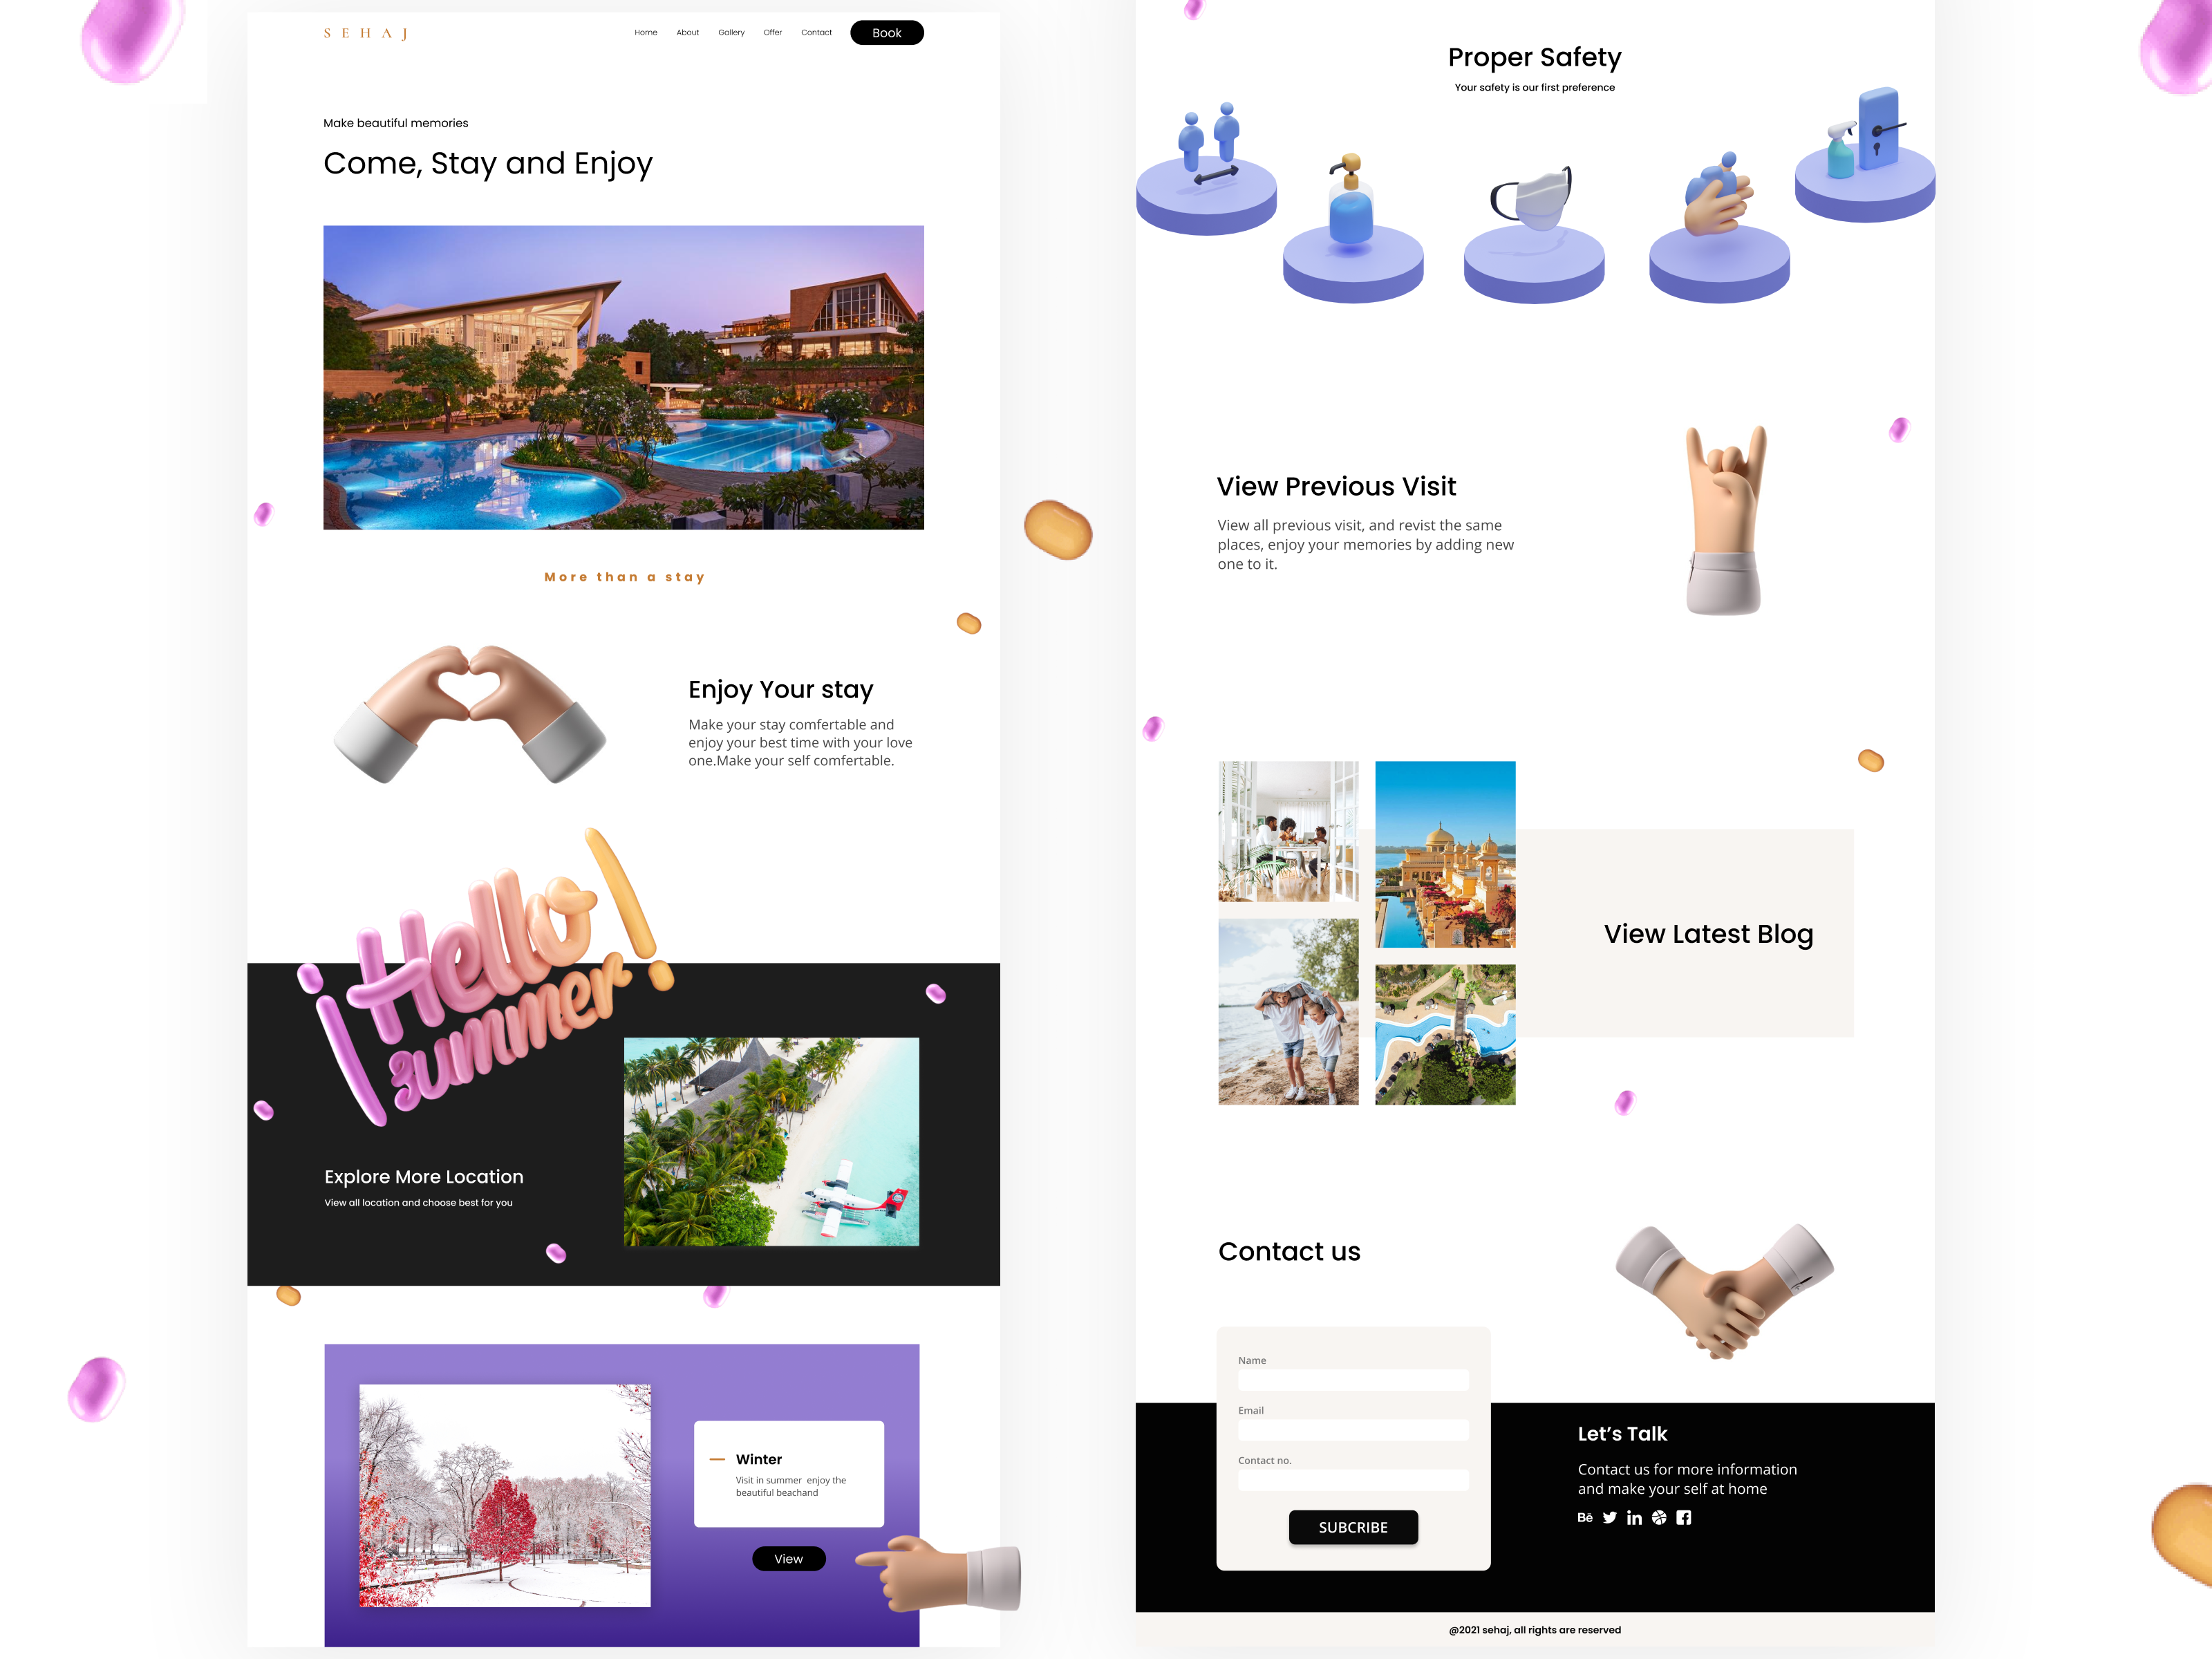 SEHAJ
Home About Gallery Offer Contact Book
Make beautiful memories
Come, Stay and Enjoy
More than a stay
Enjoy Your stay
Make your stay comfertable and
enjoy your best time with your love
one.Make your self comfertable.
¡Hello!
summer
Explore More Location
View all location and choose best for you
Winter
Visit in summer enjoy the
beautiful beachand
View
Proper Safety
Your safety is our first preference
View Previous Visit
View all previous visit, and revist the same
places, enjoy your memories by adding new
one to it.
View Latest Blog
Contact us
Name
Email
Contact no.
SUBCRIBE
Let's Talk
Contact us for more information
and make your self at home
Bē
in
@2021 sehaj, all rights are reserved